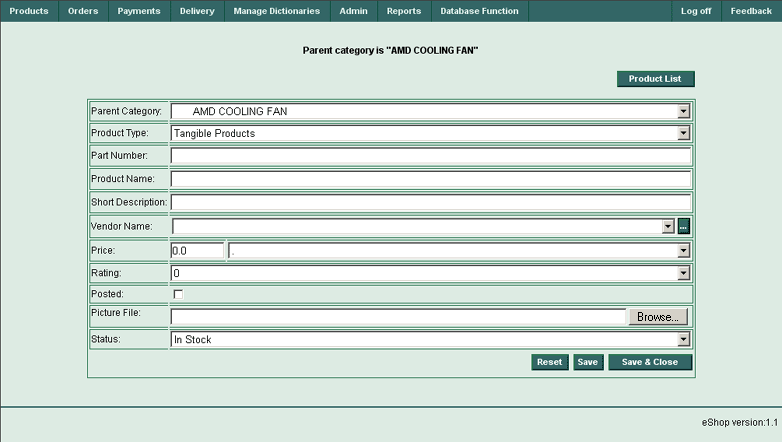 Products Orders Payments Delivery Manage Dictionaries Admin Reports Database Function Log off Feedback
Parent category is "AMD COOLING FAN"
Product List
Parent Category: AMD COOLING FAN
Product Type: Tangible Products
Part Number:
Product Name:
Short Description:
Vendor Name: ...
Price: 0.0 .
Rating: 0
Posted:
Picture File: Browse...
Status: In Stock
Reset Save Save & Close
eShop version:1.1